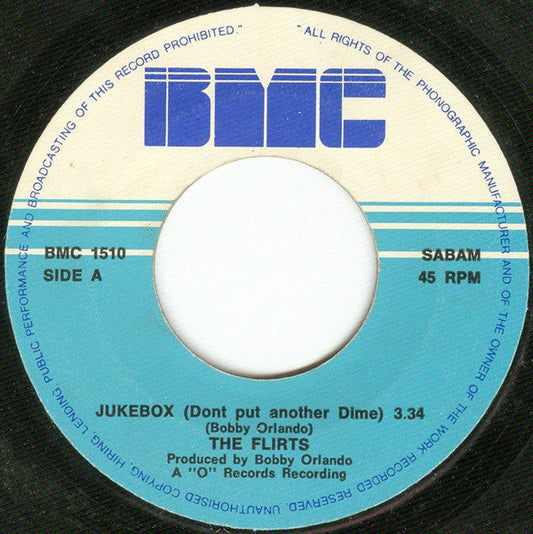 " ALL RIGHTS OF THE PHONOGRAPHIC MANUFACTURER AND OF THE OWNER OF THE WORK RECORDED RESERVED. UNAUTHORISED COPYING, HIRING LENDING, PUBLIC PERFORMANCE AND BROADCASTING OF THIS RECORD PROHIBITED."
BMC
BMC 1510 SABAM
SIDE A 45 RPM
JUKEBOX (Dont put another Dime) 3.34
(Bobby Orlando)
THE FLIRTS
Produced by Bobby Orlando
A "O" Records Recording